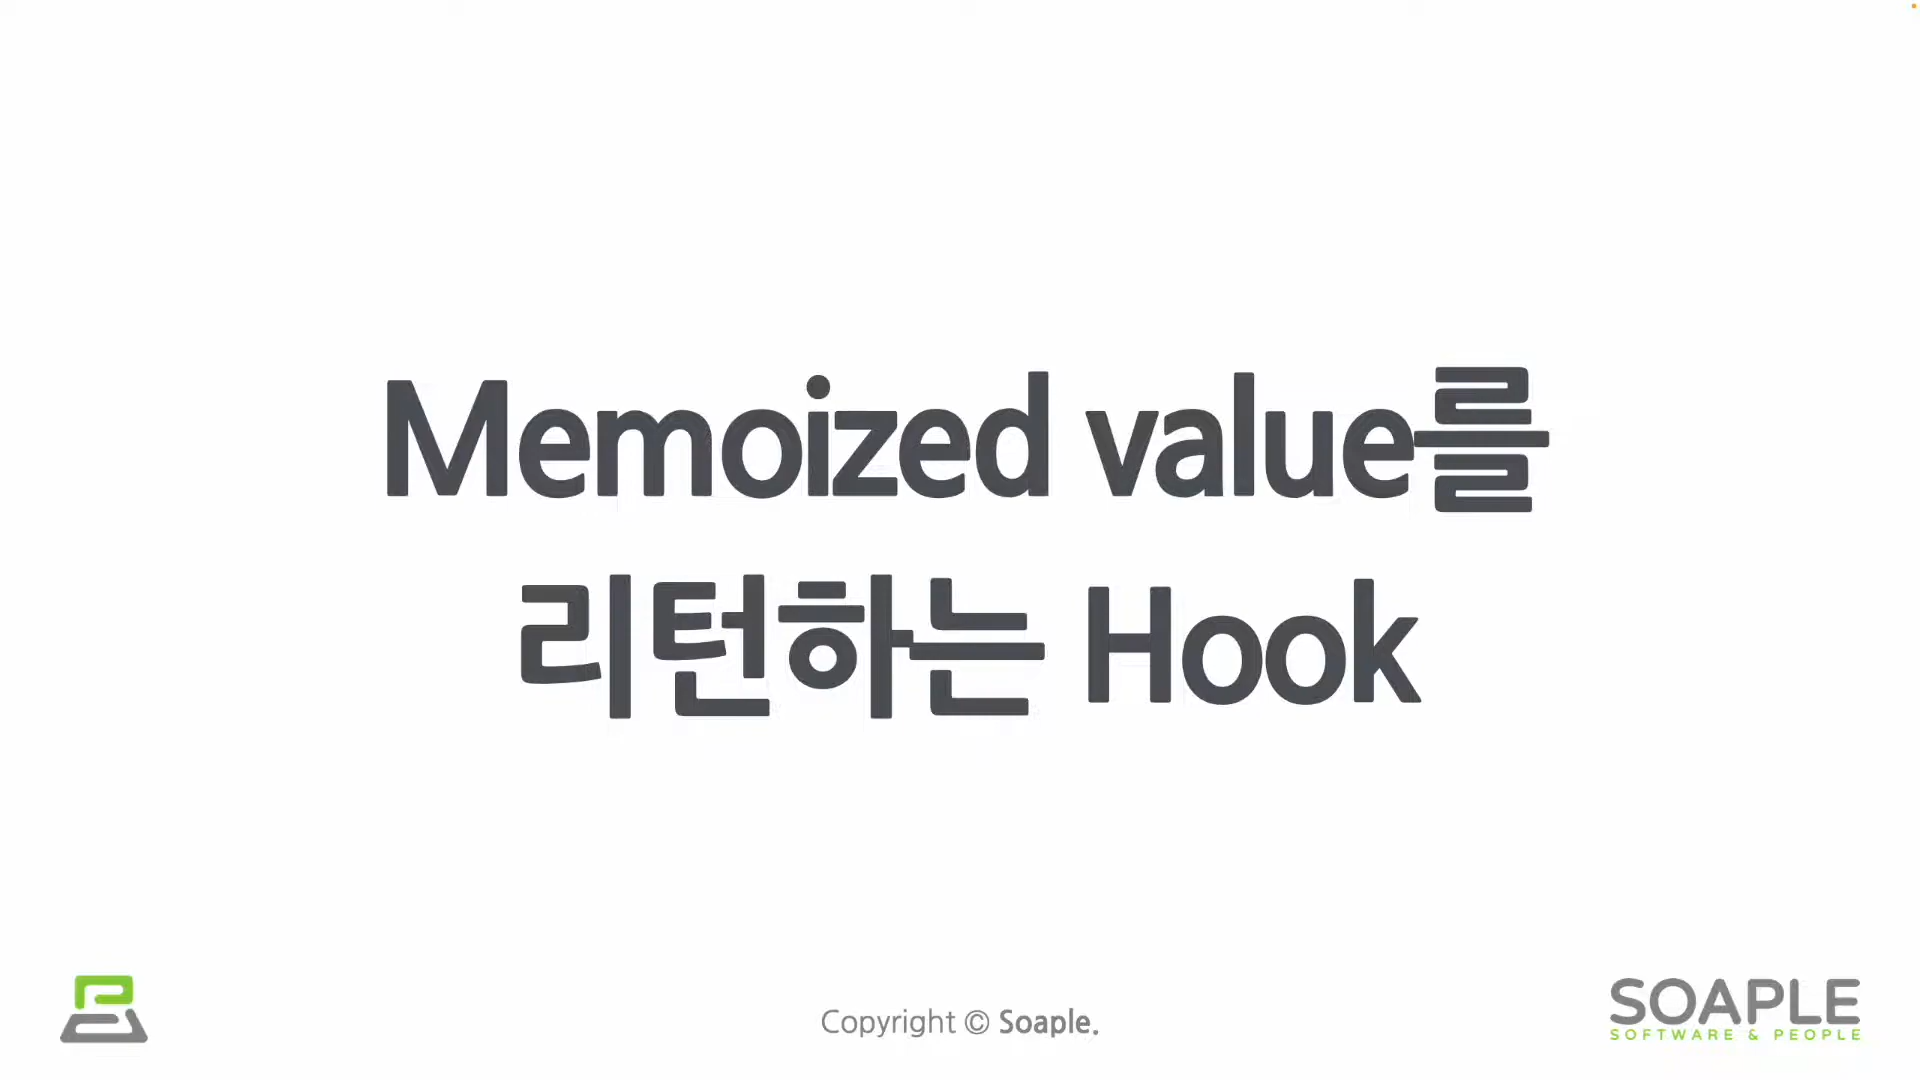 Memoized value를
리턴하는 Hook
Copyright © Soaple.
SOAPLE
SOFTWARE & PEOPLE